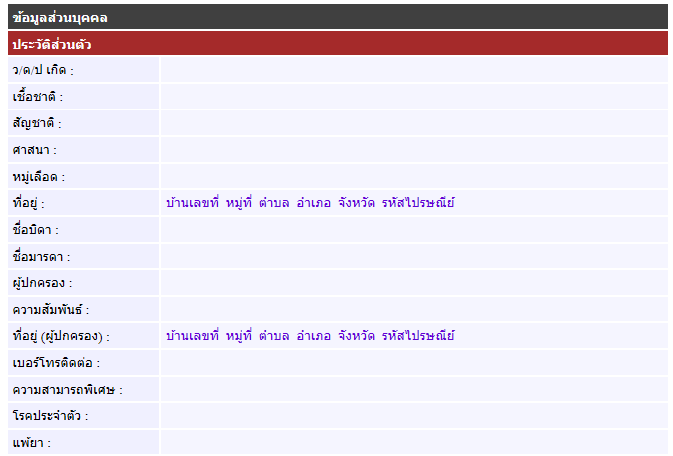 ข้อมูลส่วนบุคคล
ประวัติส่วนตัว
ว/ด/ป เกิด :
เชื้อชาติ :
สัญชาติ :
ศาสนา :
หมู่เลือด :
ที่อยู่ : บ้านเลขที่ หมู่ที่ ตำบล อำเภอ จังหวัด รหัสไปรษณีย์
ชื่อบิดา :
ชื่อมารดา :
ผู้ปกครอง :
ความสัมพันธ์ :
ที่อยู่ (ผู้ปกครอง) : บ้านเลขที่ หมู่ที่ ตำบล อำเภอ จังหวัด รหัสไปรษณีย์
เบอร์โทรติดต่อ :
ความสามารถพิเศษ :
โรคประจำตัว :
แพ้ยา :